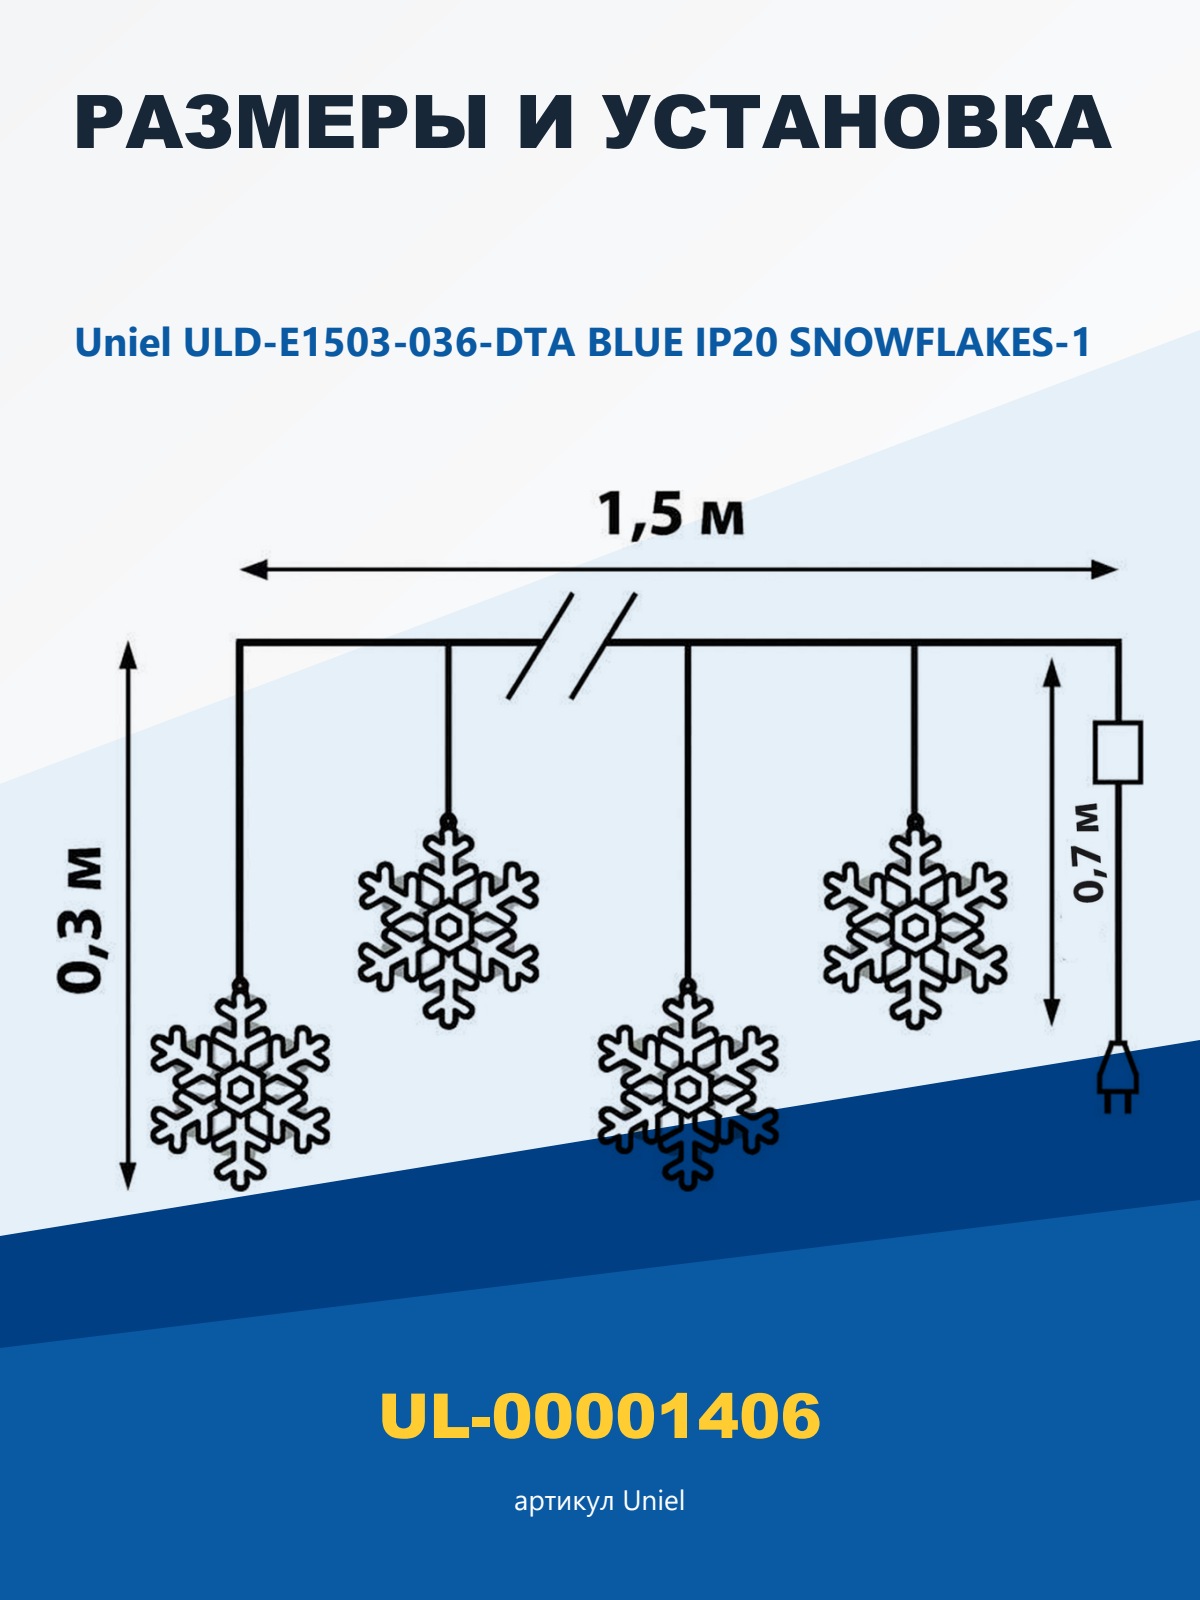 РАЗМЕРЫ И УСТАНОВКА
Uniel ULD-E1503-036-DTA BLUE IP20 SNOWFLAKES-1
1,5 м
0,3 м
0,7 м
UL-00001406
артикул Uniel